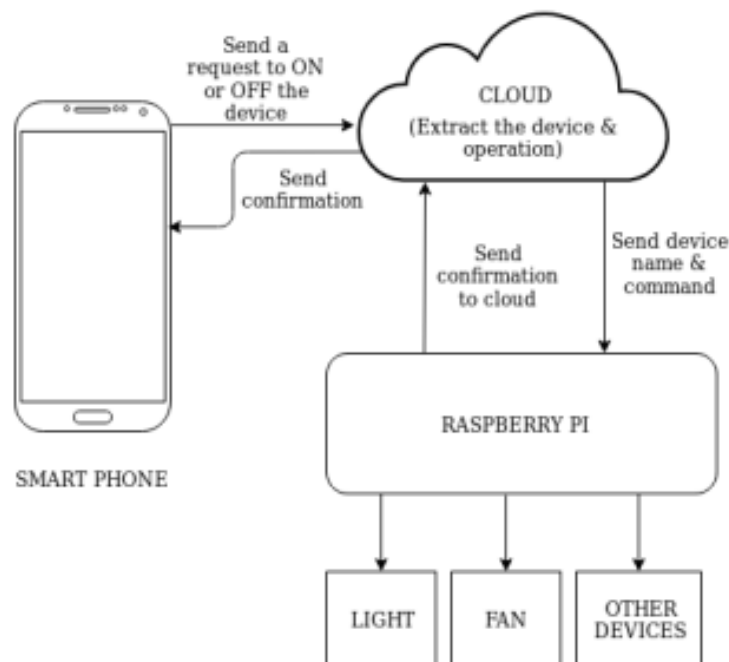 Send a
request to ON
or OFF the
device
CLOUD
(Extract the device &
operation)
Send
confirmation
Send
confirmation
to cloud
Send device
name &
command
RASPBERRY PI
SMART PHONE
LIGHT
FAN
OTHER
DEVICES